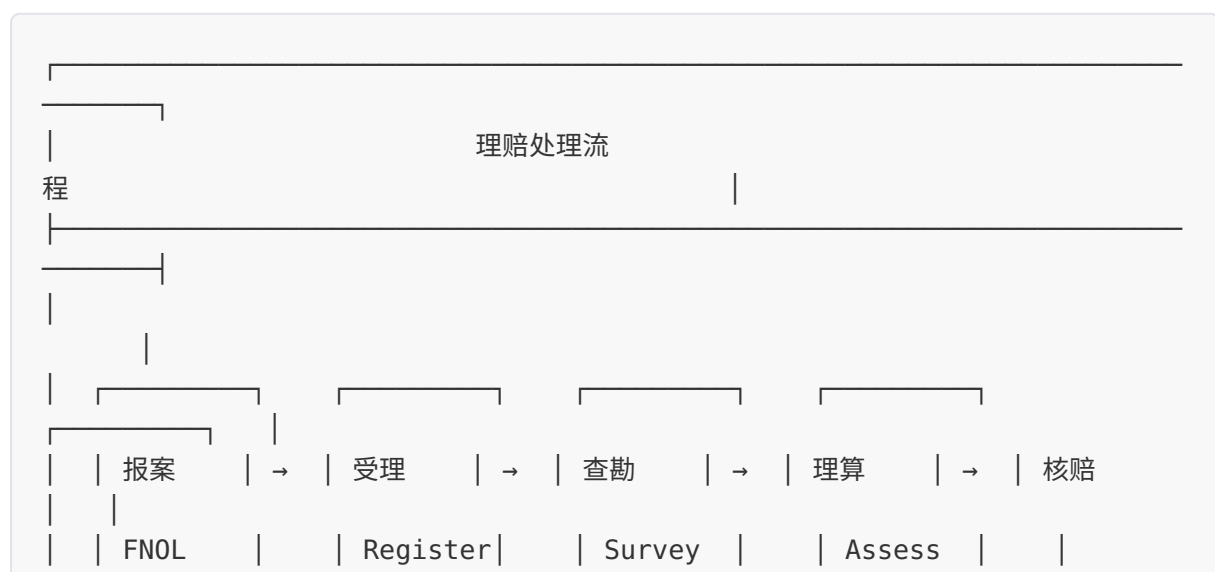 ┌──────────────────────────────────────────────────────────────────────
───────┐
│                          理赔处理流
程                                         │
├──────────────────────────────────────────────────────────────────────
───────┤
│
      │
│  ┌─────────┐    ┌─────────┐    ┌─────────┐    ┌─────────┐
┌─────────┐   │
│  │ 报案    │ →  │ 受理    │ →  │ 查勘    │ →  │ 理算    │ →  │ 核赔
│   │
│  │ FNOL    │    │ Register│    │ Survey  │    │ Assess  │    │